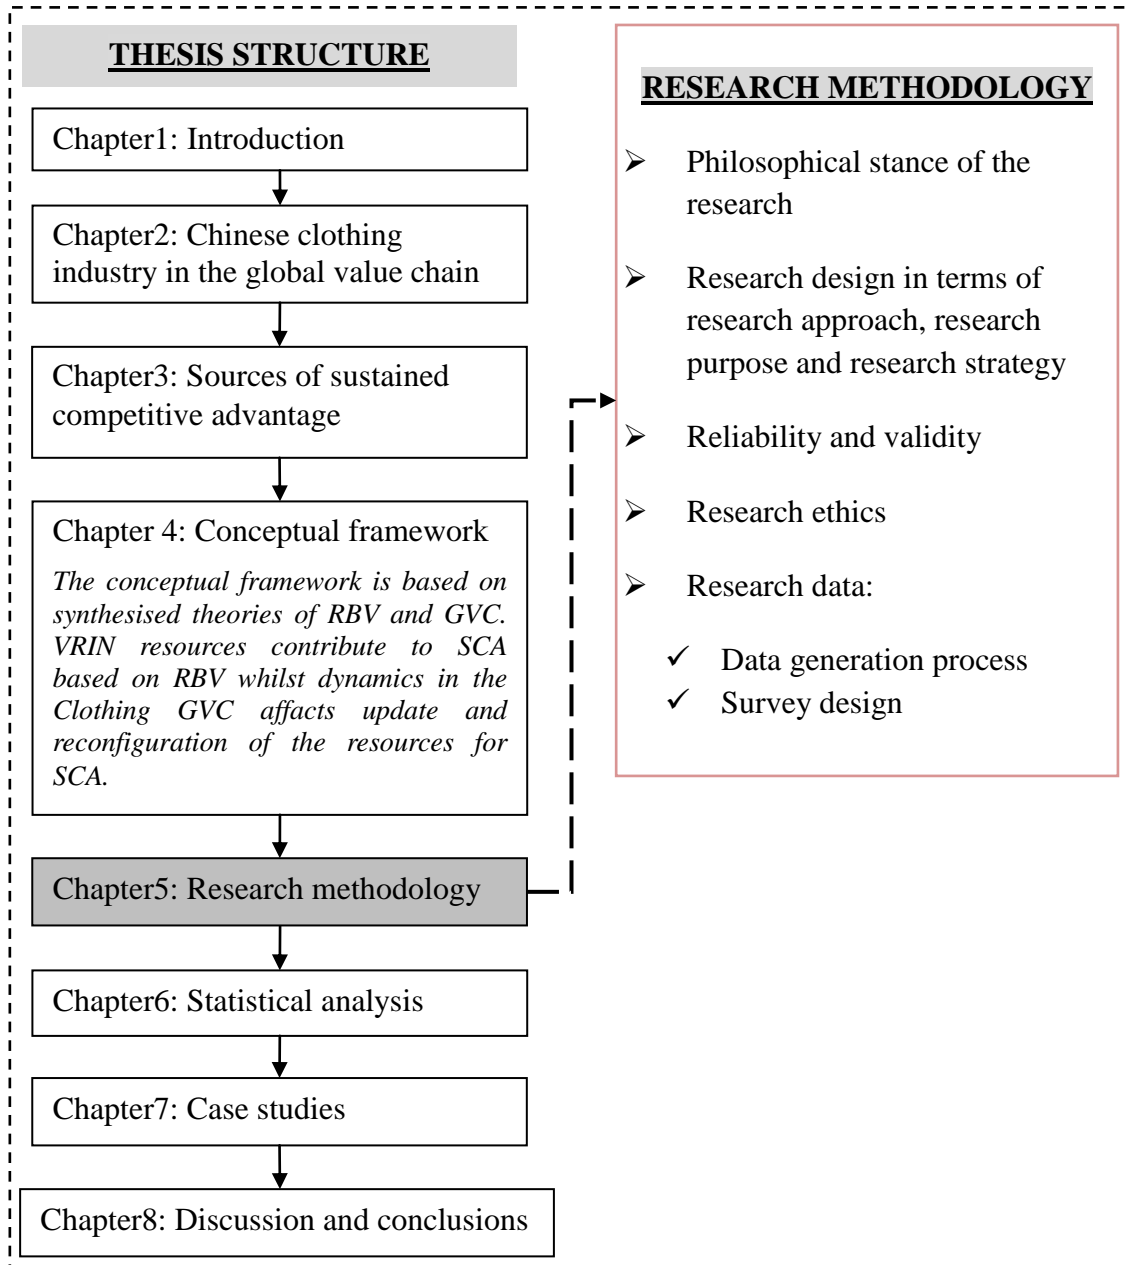 THESIS STRUCTURE
Chapter1: Introduction
Chapter2: Chinese clothing
industry in the global value chain
Chapter3: Sources of sustained
competitive advantage
Chapter 4: Conceptual framework
The conceptual framework is based on
synthesised theories of RBV and GVC.
VRIN resources contribute to SCA
based on RBV whilst dynamics in the
Clothing GVC affacts update and
reconfiguration of the resources for
SCA.
Chapter5: Research methodology
Chapter6: Statistical analysis
Chapter7: Case studies
Chapter8: Discussion and conclusions
RESEARCH METHODOLOGY
➢ Philosophical stance of the
research
➢ Research design in terms of
research approach, research
purpose and research strategy
➢ Reliability and validity
➢ Research ethics
➢ Research data:
✓ Data generation process
✓ Survey design